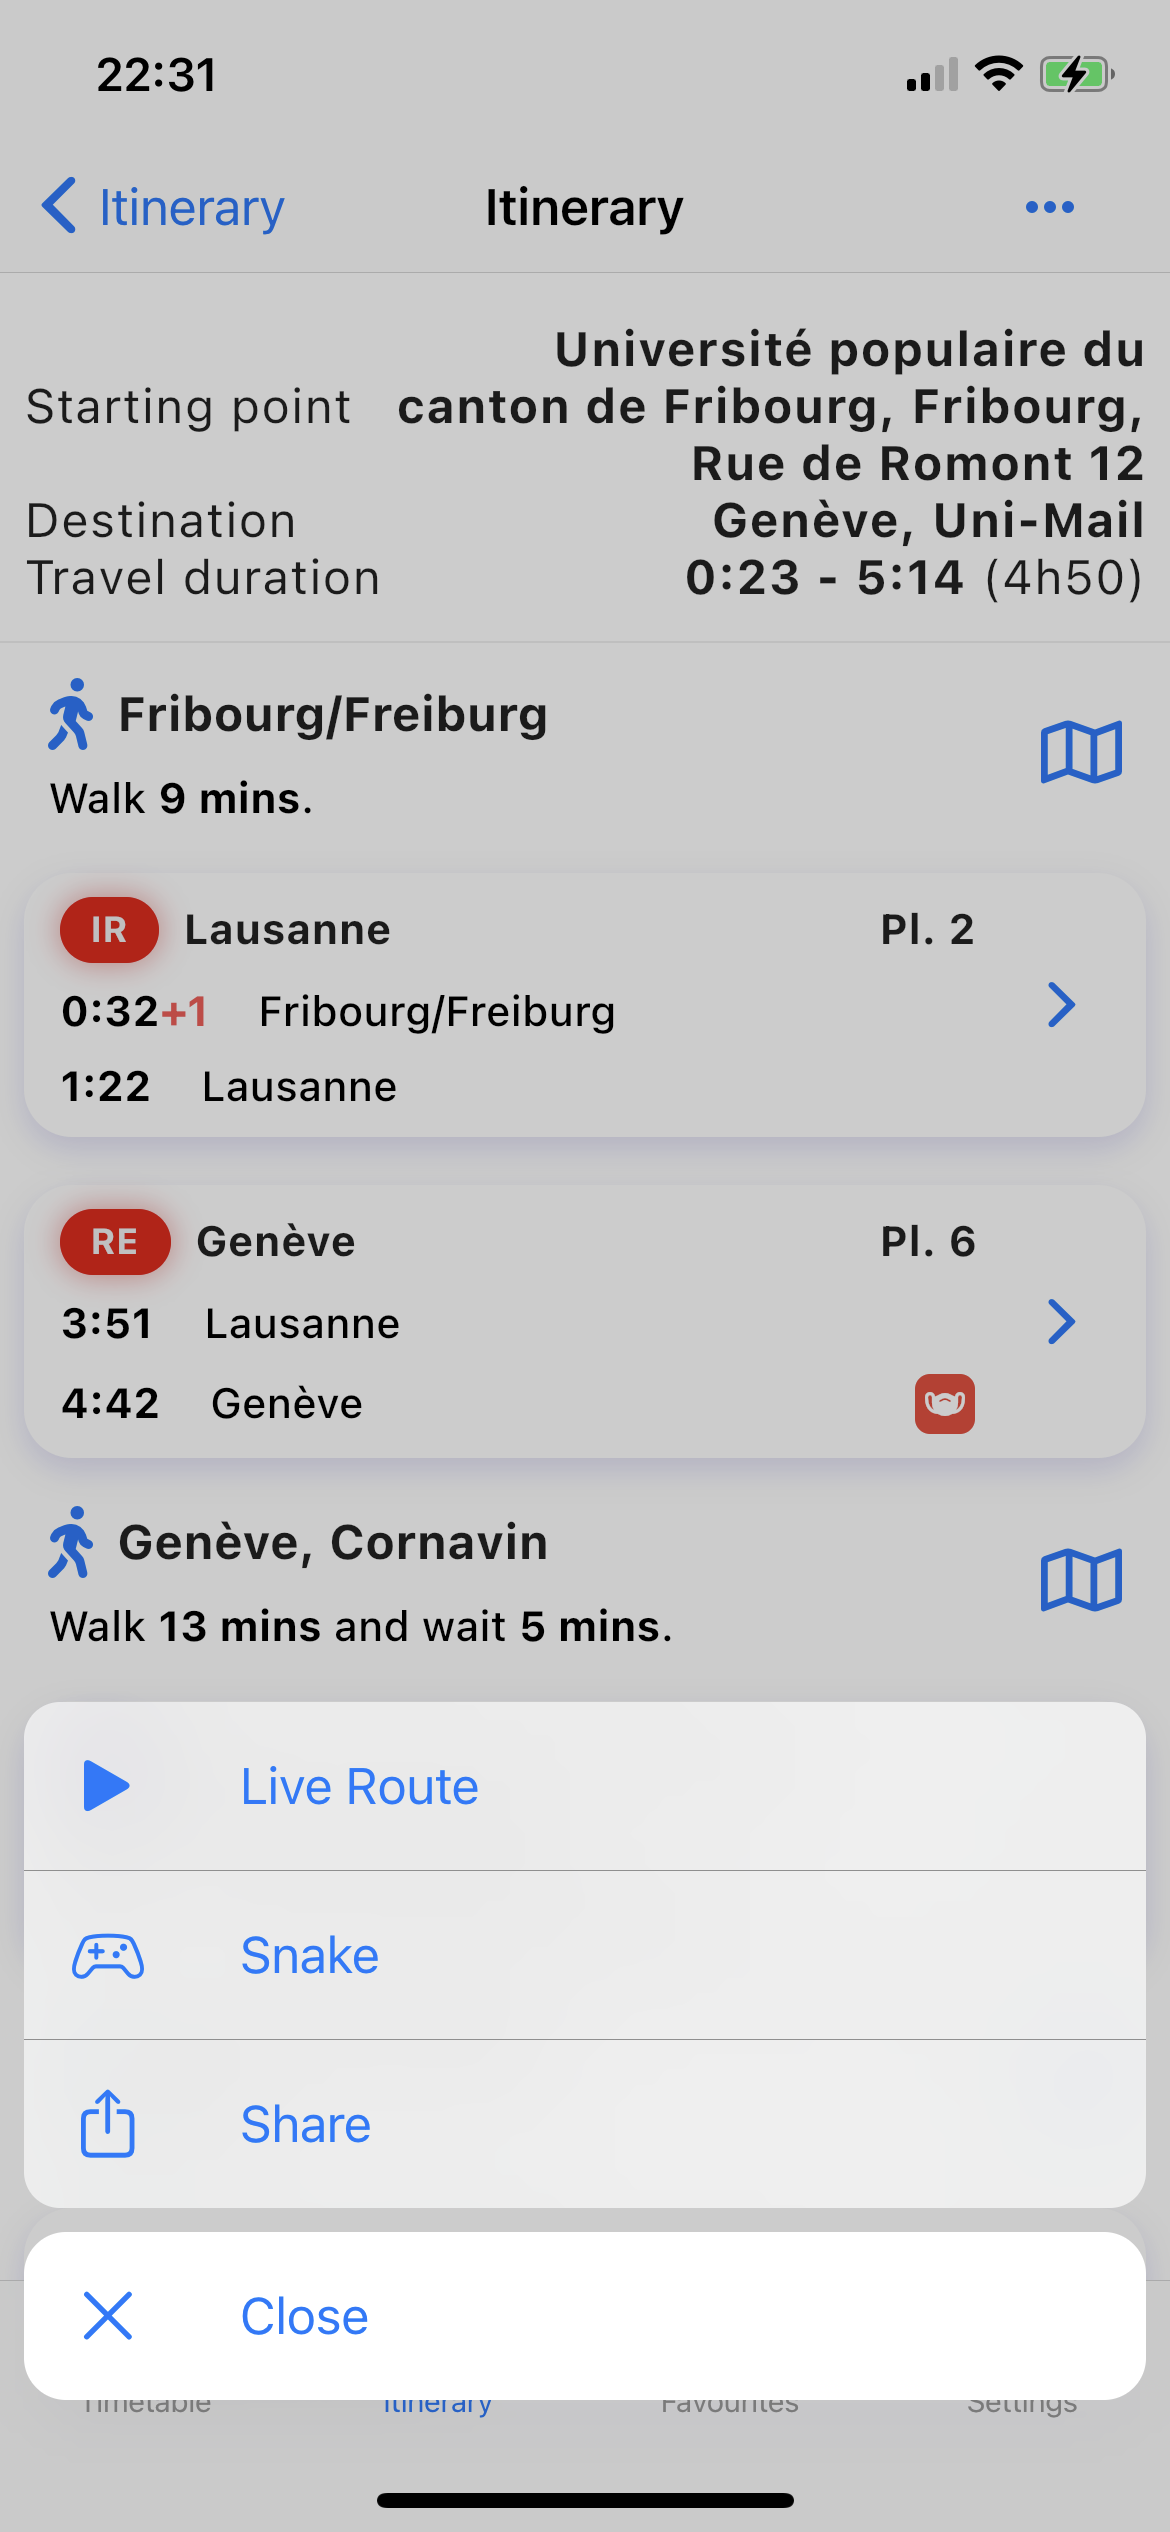 22:31
Itinerary
Itinerary
Université populaire du
Starting point canton de Fribourg, Fribourg,
Rue de Romont 12
Destination Genève, Uni-Mail
Travel duration 0:23 - 5:14 (4h50)
Fribourg/Freiburg
Walk 9 mins.
IR Lausanne Pl. 2
0:32+1 Fribourg/Freiburg
1:22 Lausanne
RE Genève Pl. 6
3:51 Lausanne
4:42 Genève
Genève, Cornavin
Walk 13 mins and wait 5 mins.
Live Route
Snake
Share
Close
Timetable Itinerary Favourites Settings